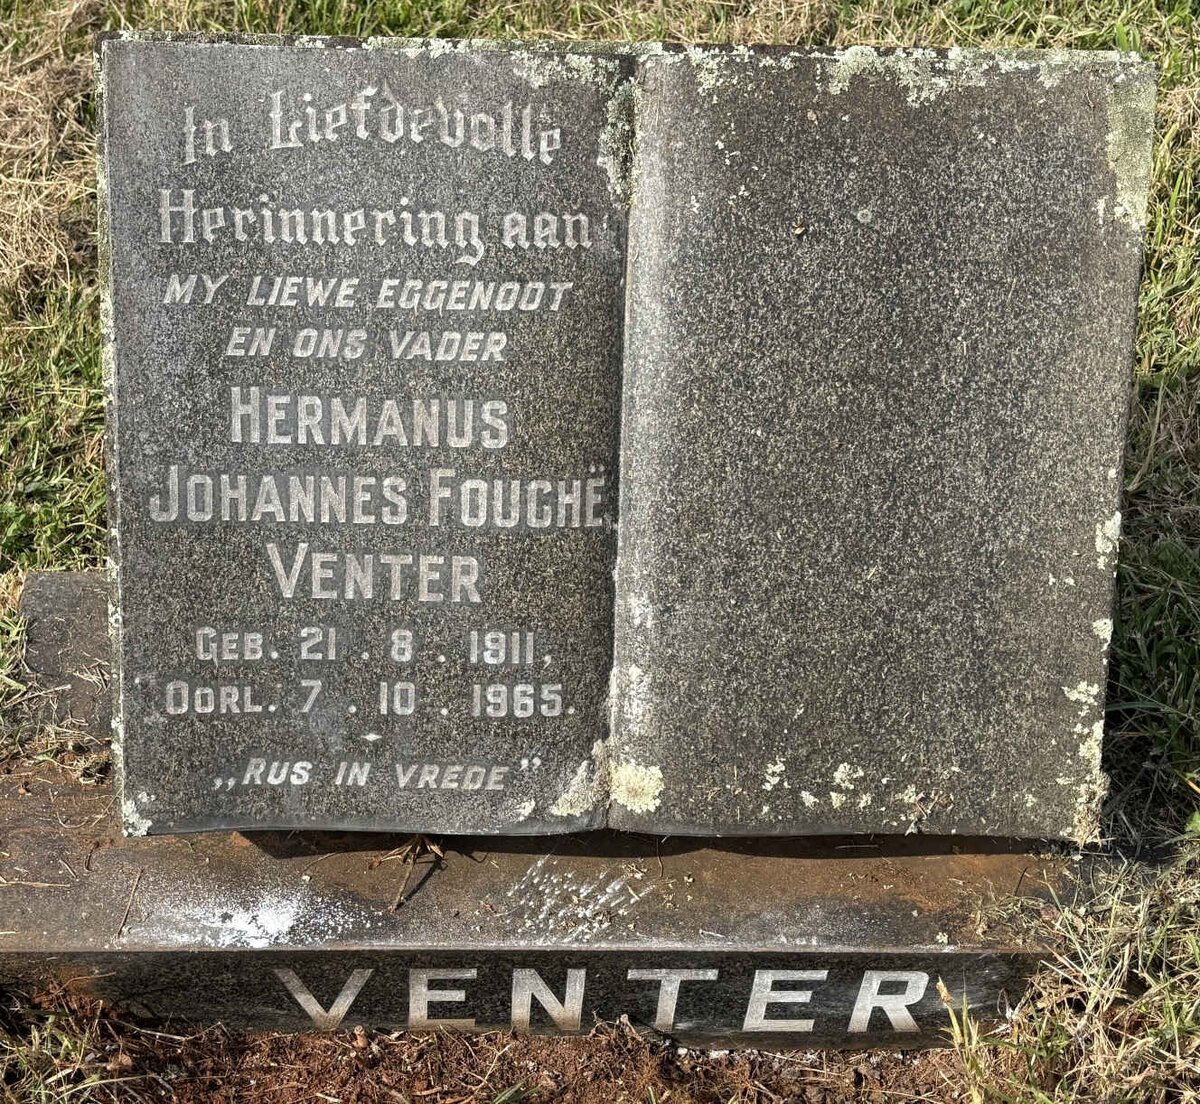 In Liefdevolle
Herinnering aan
MY LIEWE EGGENOOT
EN ONS VADER
HERMANUS
JOHANNES FOUCHË
VENTER
GEB. 21 . 8 . 1911,
OORL. 7 . 10 . 1965.
„RUS IN VREDE"
VENTER